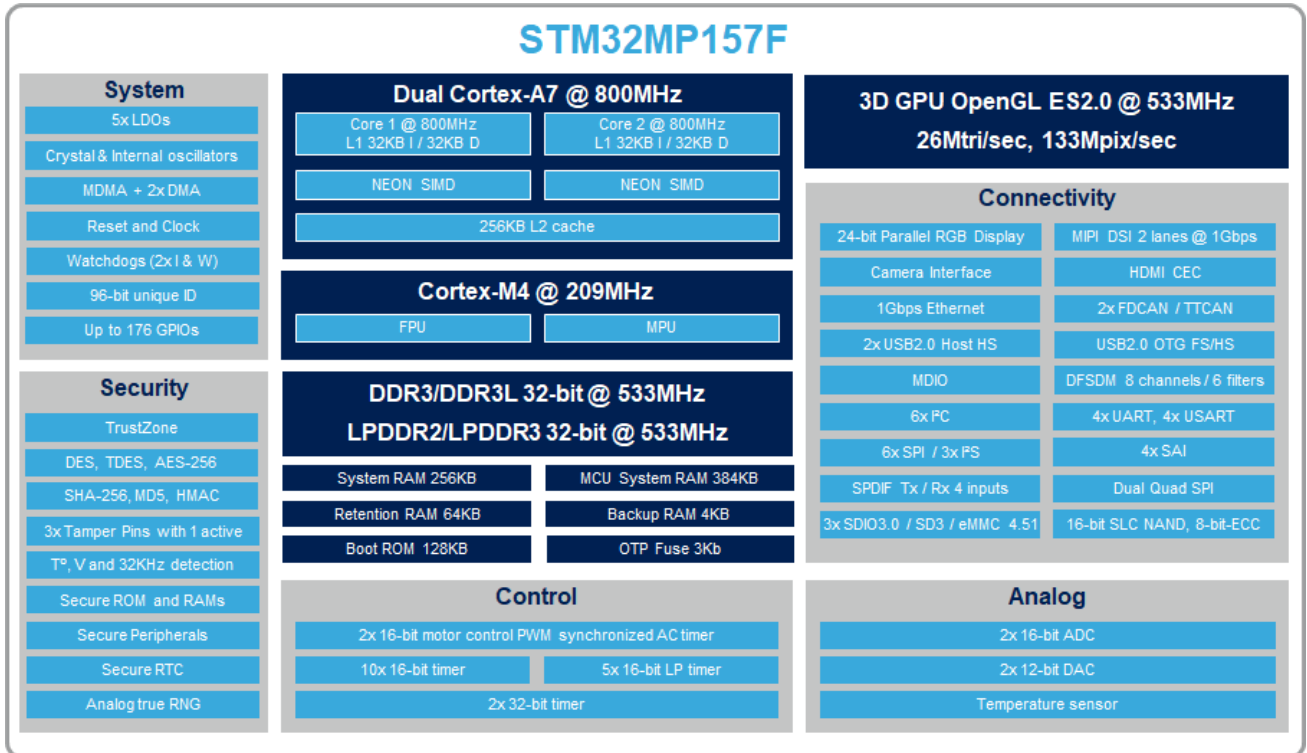 STM32MP157F
System
5x LDOs
Crystal & Internal oscillators
MDMA + 2x DMA
Reset and Clock
Watchdogs (2x I & W)
96-bit unique ID
Up to 176 GPIOs
Security
TrustZone
DES, TDES, AES-256
SHA-256, MD5, HMAC
3x Tamper Pins with 1 active
T°, V and 32KHz detection
Secure ROM and RAMs
Secure Peripherals
Secure RTC
Analog true RNG
Dual Cortex-A7 @ 800MHz
Core 1 @ 800MHz
L1 32KB I / 32KB D
Core 2 @ 800MHz
L1 32KB I / 32KB D
NEON SIMD
NEON SIMD
256KB L2 cache
Cortex-M4 @ 209MHz
FPU
MPU
DDR3/DDR3L 32-bit @ 533MHz
LPDDR2/LPDDR3 32-bit @ 533MHz
System RAM 256KB
MCU System RAM 384KB
Retention RAM 64KB
Backup RAM 4KB
Boot ROM 128KB
OTP Fuse 3Kb
Control
2x 16-bit motor control PWM synchronized AC timer
10x 16-bit timer
5x 16-bit LP timer
2x 32-bit timer
3D GPU OpenGL ES2.0 @ 533MHz
26Mtri/sec, 133Mpix/sec
Connectivity
24-bit Parallel RGB Display
MIPI DSI 2 lanes @ 1Gbps
Camera Interface
HDMI CEC
1Gbps Ethernet
2x FDCAN / TTCAN
2x USB2.0 Host HS
USB2.0 OTG FS/HS
MDIO
DFSDM 8 channels / 6 filters
6x I²C
4x UART, 4x USART
6x SPI / 3x I²S
4x SAI
SPDIF Tx / Rx 4 inputs
Dual Quad SPI
3x SDIO3.0 / SD3 / eMMC 4.51
16-bit SLC NAND, 8-bit-ECC
Analog
2x 16-bit ADC
2x 12-bit DAC
Temperature sensor